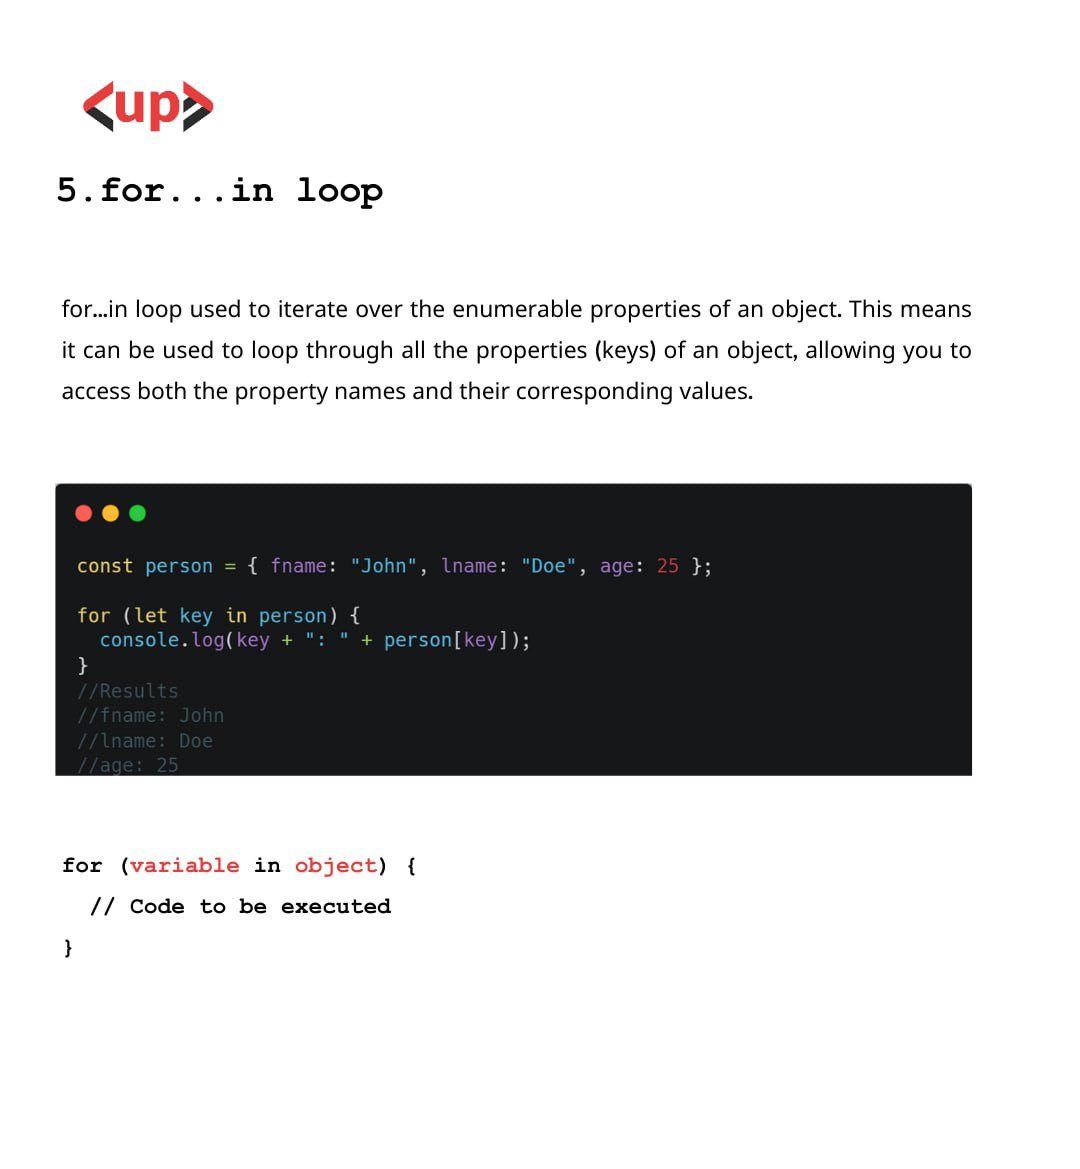 <up>
5.for...in loop
for...in loop used to iterate over the enumerable properties of an object. This means
it can be used to loop through all the properties (keys) of an object, allowing you to
access both the property names and their corresponding values.
const person = { fname: "John", lname: "Doe", age: 25 };
for (let key in person) {
  console.log(key + ": " + person[key]);
}
//Results
//fname: John
//lname: Doe
//age: 25
for (variable in object) {
  // Code to be executed
}